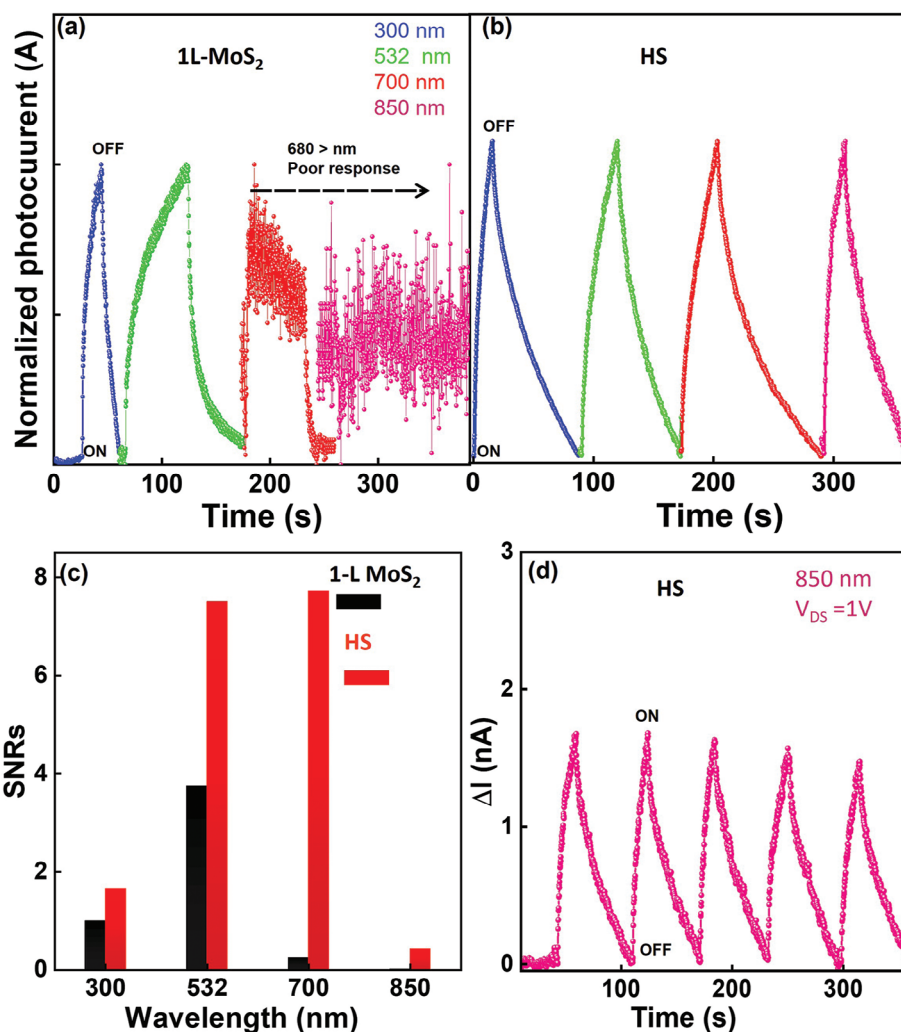 (a)
1L-MoS₂
300 nm
532 nm
700 nm
850 nm
OFF
680 > nm
Poor response
ON
Normalized photocuurent (A)
0 100 200 300
Time (s)
(b)
HS
OFF
ON
0 100 200 300
Time (s)
(c)
1-L MoS₂
HS
SNRs
8
6
4
2
0
300 532 700 850
Wavelength (nm)
(d)
HS
850 nm
V_DS =1V
ON
OFF
ΔI (nA)
3
2
1
0
100 200 300
Time (s)